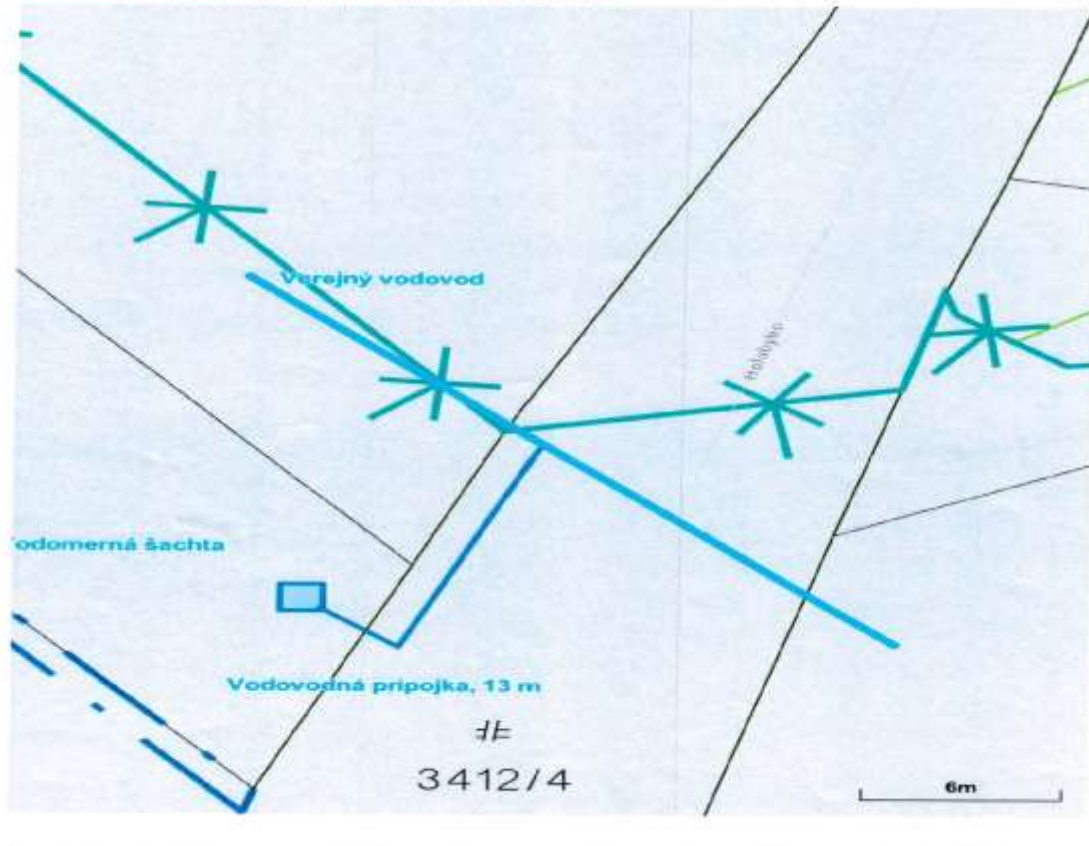 Verejný vodovod
odomerná šachta
Vodovodná prípojka, 13 m
3412/4
6m